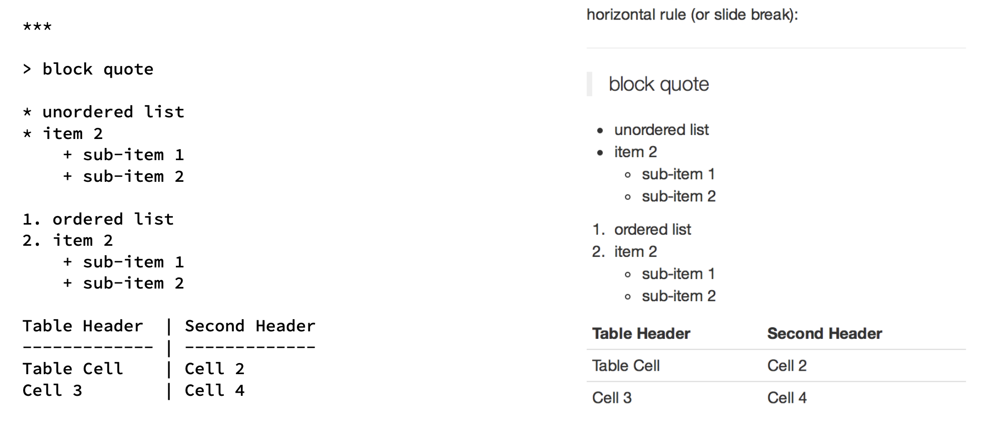 ***
> block quote
* unordered list
* item 2
    + sub-item 1
    + sub-item 2
1. ordered list
2. item 2
    + sub-item 1
    + sub-item 2
Table Header  | Second Header
------------- | -------------
Table Cell    | Cell 2
Cell 3        | Cell 4
horizontal rule (or slide break):
block quote
• unordered list
• item 2
    ◦ sub-item 1
    ◦ sub-item 2
1. ordered list
2. item 2
    ◦ sub-item 1
    ◦ sub-item 2
Table Header Second Header
Table Cell Cell 2
Cell 3 Cell 4